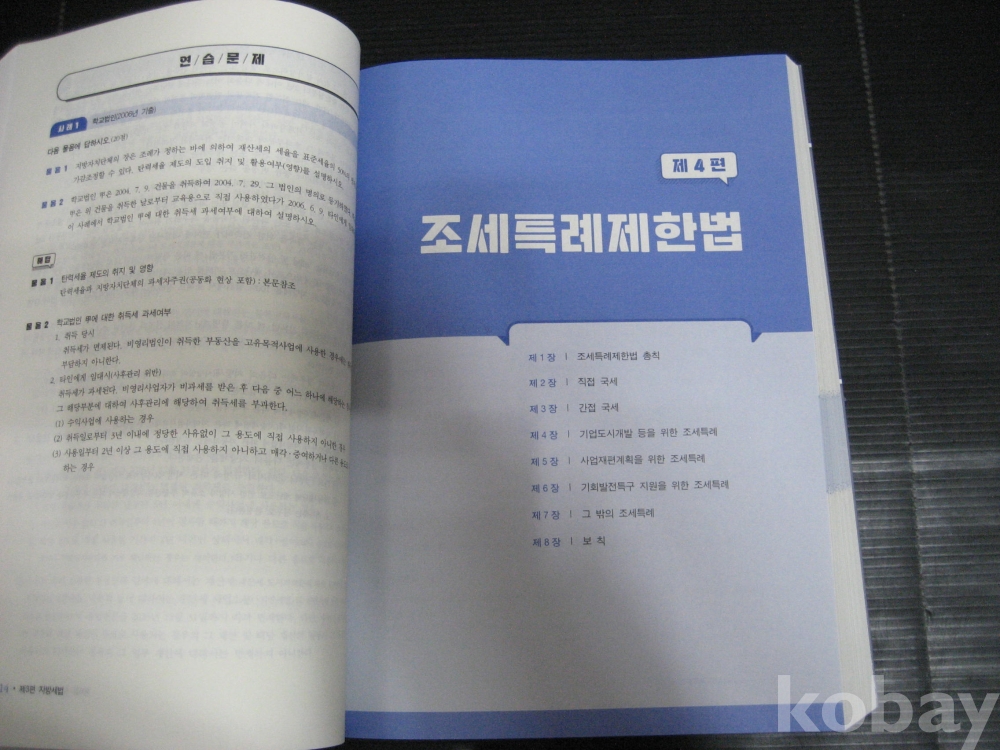 연/습/문/제
사례 1 학교법인(2008년 기출)
다음 물음에 답하시오.(20점)
물음 1 지방자치단체의 장은 조례가 정하는 바에 의하여 재산세의 세율을 표준세율의
가감조정할 수 있다. 탄력세율 제도의 도입 취지 및 활용여부(영향)를 설명하시오.
물음 2 학교법인 甲은 2004. 7. 9. 건물을 취득하여 2004. 7. 29. 그 법인의 명의로
甲은 위 건물을 취득한 날로부터 교육용으로 직접 사용하였다가 2006. 6. 9. 타인에게
이 사례에서 학교법인 甲에 대한 취득세 과세여부에 대하여 설명하시오.
해답
물음 1 탄력세율 제도의 취지 및 영향
탄력세율과 지방자치단체의 과세자주권(공동화 현상 포함) : 본문참조
물음 2 학교법인 甲에 대한 취득세 과세여부
1. 취득 당시
취득세가 면제된다. 비영리법인이 취득한 부동산을 고유목적사업에 사용한 경우에는
부담하지 아니한다.
2. 타인에게 임대시(사후관리 위반)
취득세가 과세된다. 비영리사업자가 비과세를 받은 후 다음 중 어느 하나에 해당하는
그 해당부분에 대하여 사후관리에 해당하여 취득세를 부과한다.
(1) 수익사업에 사용하는 경우
(2) 취득일로부터 3년 이내에 정당한 사유없이 그 용도에 직접 사용하지 아니한 경우
(3) 사용일부터 2년 이상 그 용도에 직접 사용하지 아니하고 매각·증여하거나 다른
하는 경우
• 제3편 지방세법
제 4 편
조세특례제한법
제 1 장 | 조세특례제한법 총칙
제 2 장 | 직접 국세
제 3 장 | 간접 국세
제 4 장 | 기업도시개발 등을 위한 조세특례
제 5 장 | 사업재편계획을 위한 조세특례
제 6 장 | 기회발전특구 지원을 위한 조세특례
제 7 장 | 그 밖의 조세특례
제 8 장 | 보 칙
kobay